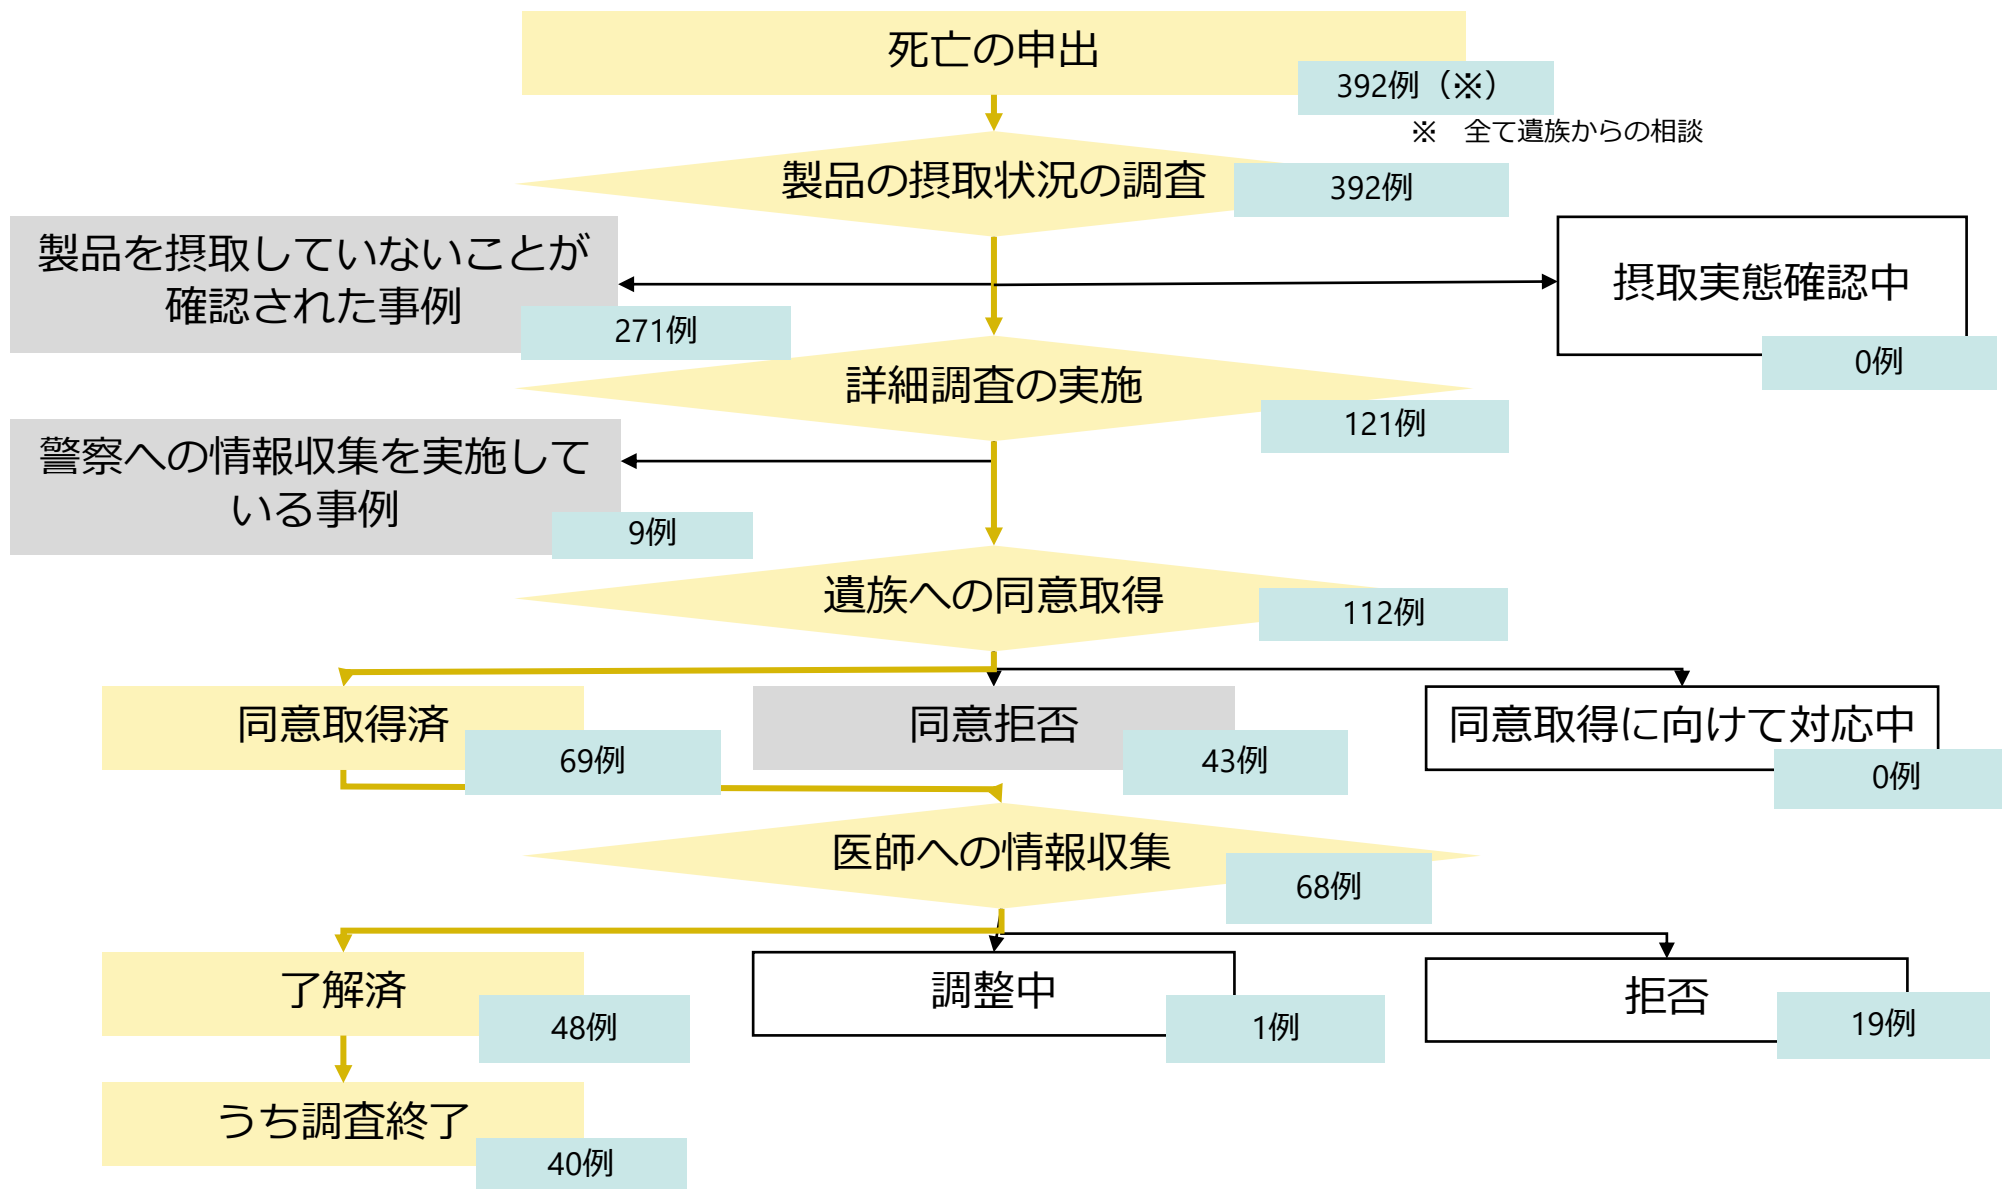 死亡の申出
392例（※）
※　全て遺族からの相談
製品の摂取状況の調査
392例
製品を摂取していないことが
確認された事例
271例
摂取実態確認中
0例
詳細調査の実施
121例
警察への情報収集を実施して
いる事例
9例
遺族への同意取得
112例
同意取得済
69例
同意拒否
43例
同意取得に向けて対応中
0例
医師への情報収集
68例
了解済
48例
調整中
1例
拒否
19例
うち調査終了
40例